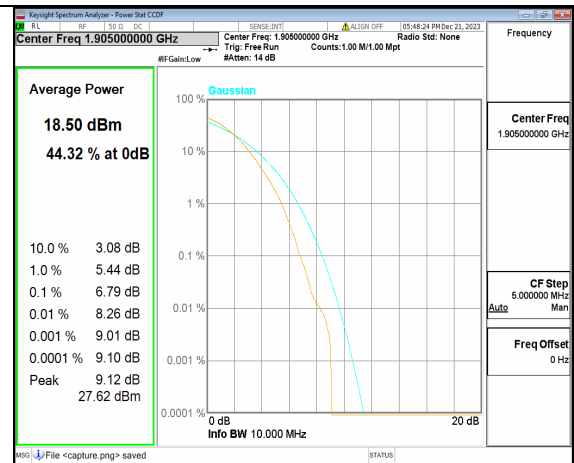 Keysight Spectrum Analyzer - Power Stat CCDF
RL RF 50 Ω DC SENSE:INT ALIGN OFF 05:48:24 PM Dec 21, 2023
Center Freq 1.905000000 GHz
Center Freq: 1.905000000 GHz Radio Std: None
Trig: Free Run Counts:1.00 M/1.00 Mpt
#IFGain:Low #Atten: 14 dB
Frequency
Average Power
18.50 dBm
44.32 % at 0dB
10.0 % 3.08 dB
1.0 % 5.44 dB
0.1 % 6.79 dB
0.01 % 8.26 dB
0.001 % 9.01 dB
0.0001 % 9.10 dB
Peak 9.12 dB
27.62 dBm
Gaussian
100 %
10 %
1 %
0.1 %
0.01 %
0.001 %
0.0001 %
0 dB 20 dB
Info BW 10.000 MHz
Center Freq
1.905000000 GHz
CF Step
5.000000 MHz
Auto Man
Freq Offset
0 Hz
MSG File <capture.png> saved STATUS